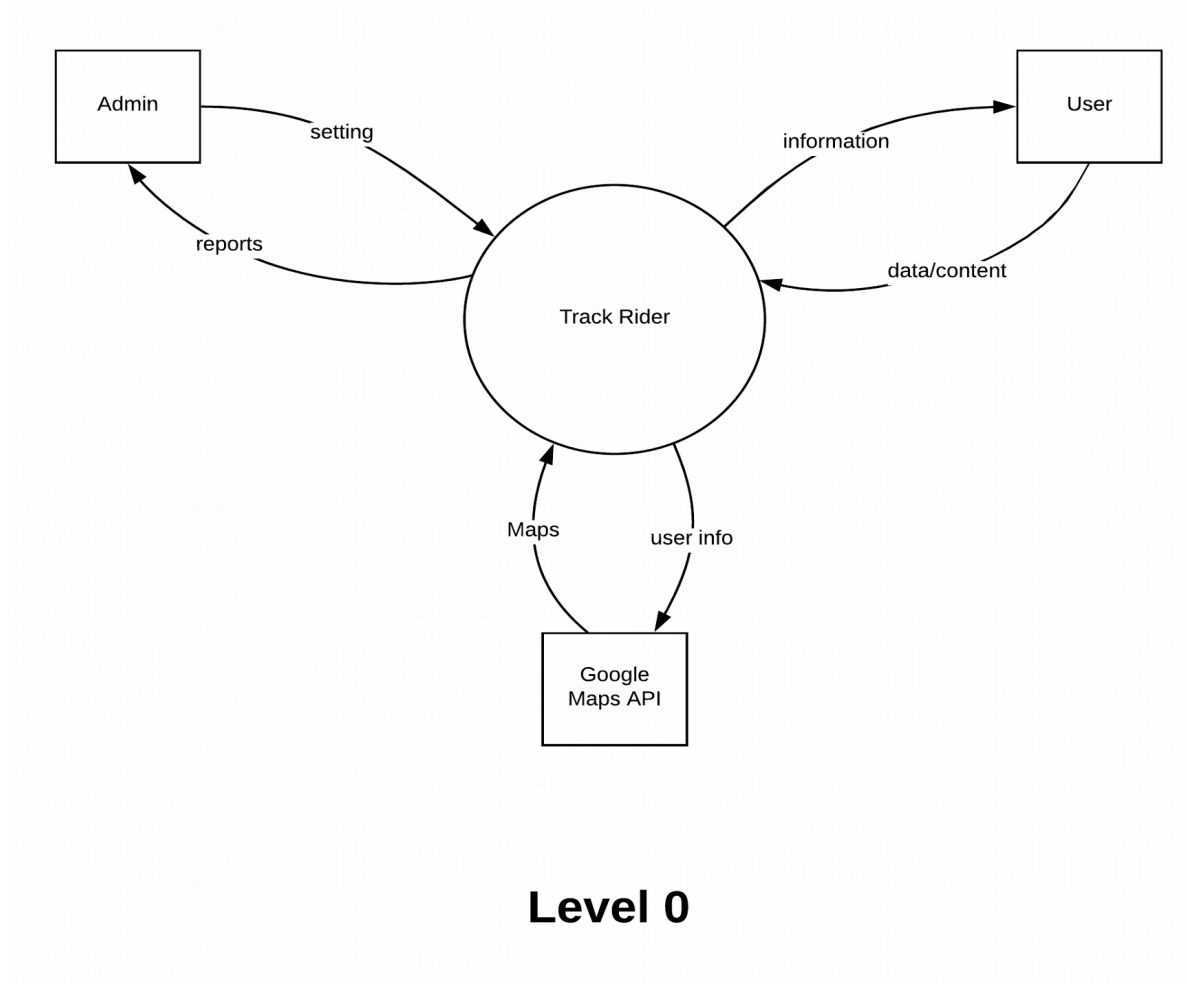 Admin
User
setting
information
reports
data/content
Track Rider
Maps
user info
Google
Maps API
Level 0